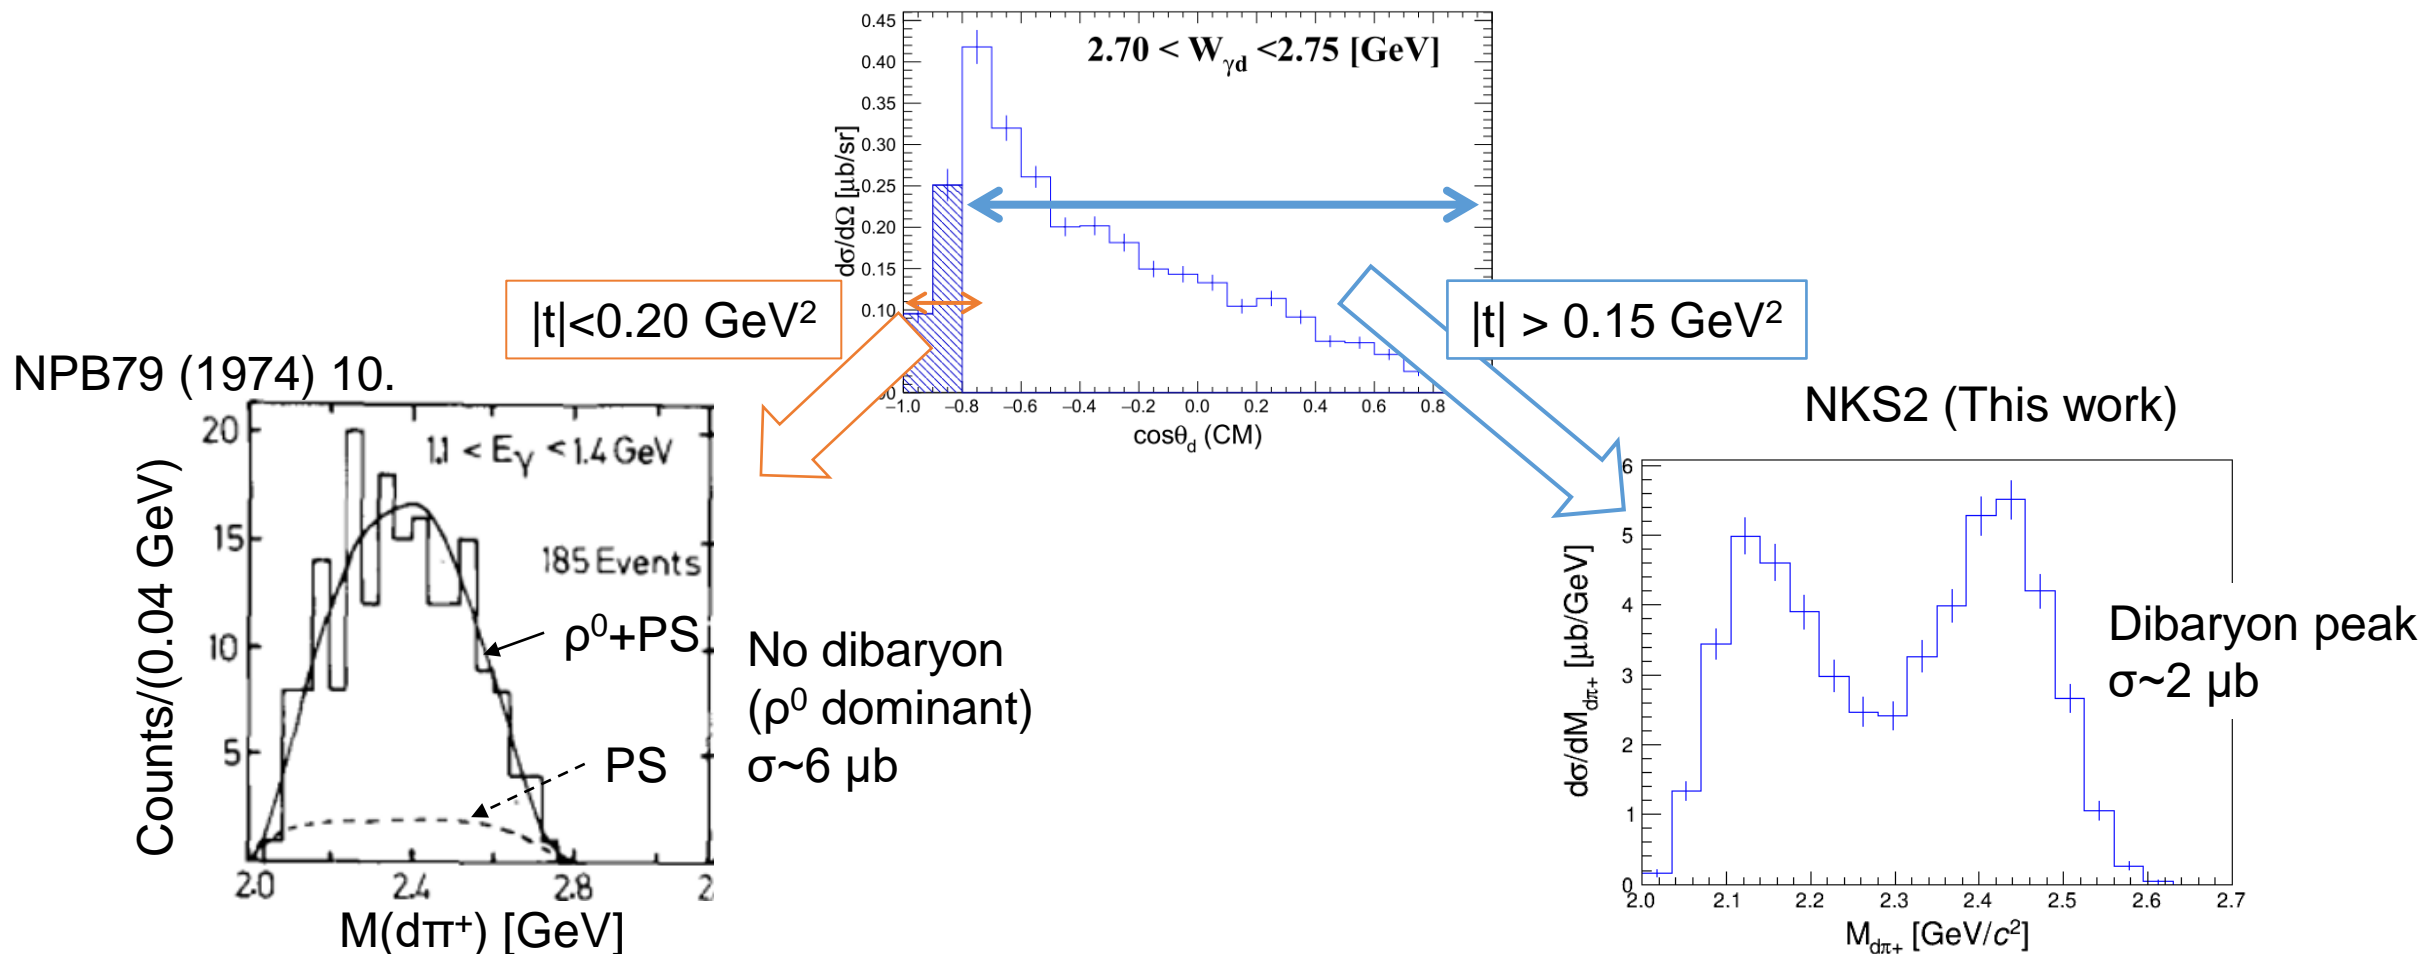 2.70 < Wγd <2.75 [GeV]
0.45
0.40
0.35
0.30
0.25
0.20
0.15
0.10
dσ/dΩ [μb/sr]
−1.0 −0.8 −0.6 −0.4 −0.2 0.0 0.2 0.4 0.6 0.8
cosθd (CM)
|t|<0.20 GeV²
|t| > 0.15 GeV²
NPB79 (1974) 10.
20
15
10
5
Counts/(0.04 GeV)
1.1 < Eγ < 1.4 GeV
185 Events
ρ⁰+PS
PS
2.0 2.4 2.8 2
M(dπ⁺) [GeV]
No dibaryon
(ρ⁰ dominant)
σ~6 μb
NKS2 (This work)
6
5
4
3
2
1
0
dσ/dMdπ+ [μb/GeV]
2.0 2.1 2.2 2.3 2.4 2.5 2.6 2.7
Mdπ+ [GeV/c²]
Dibaryon peak
σ~2 μb